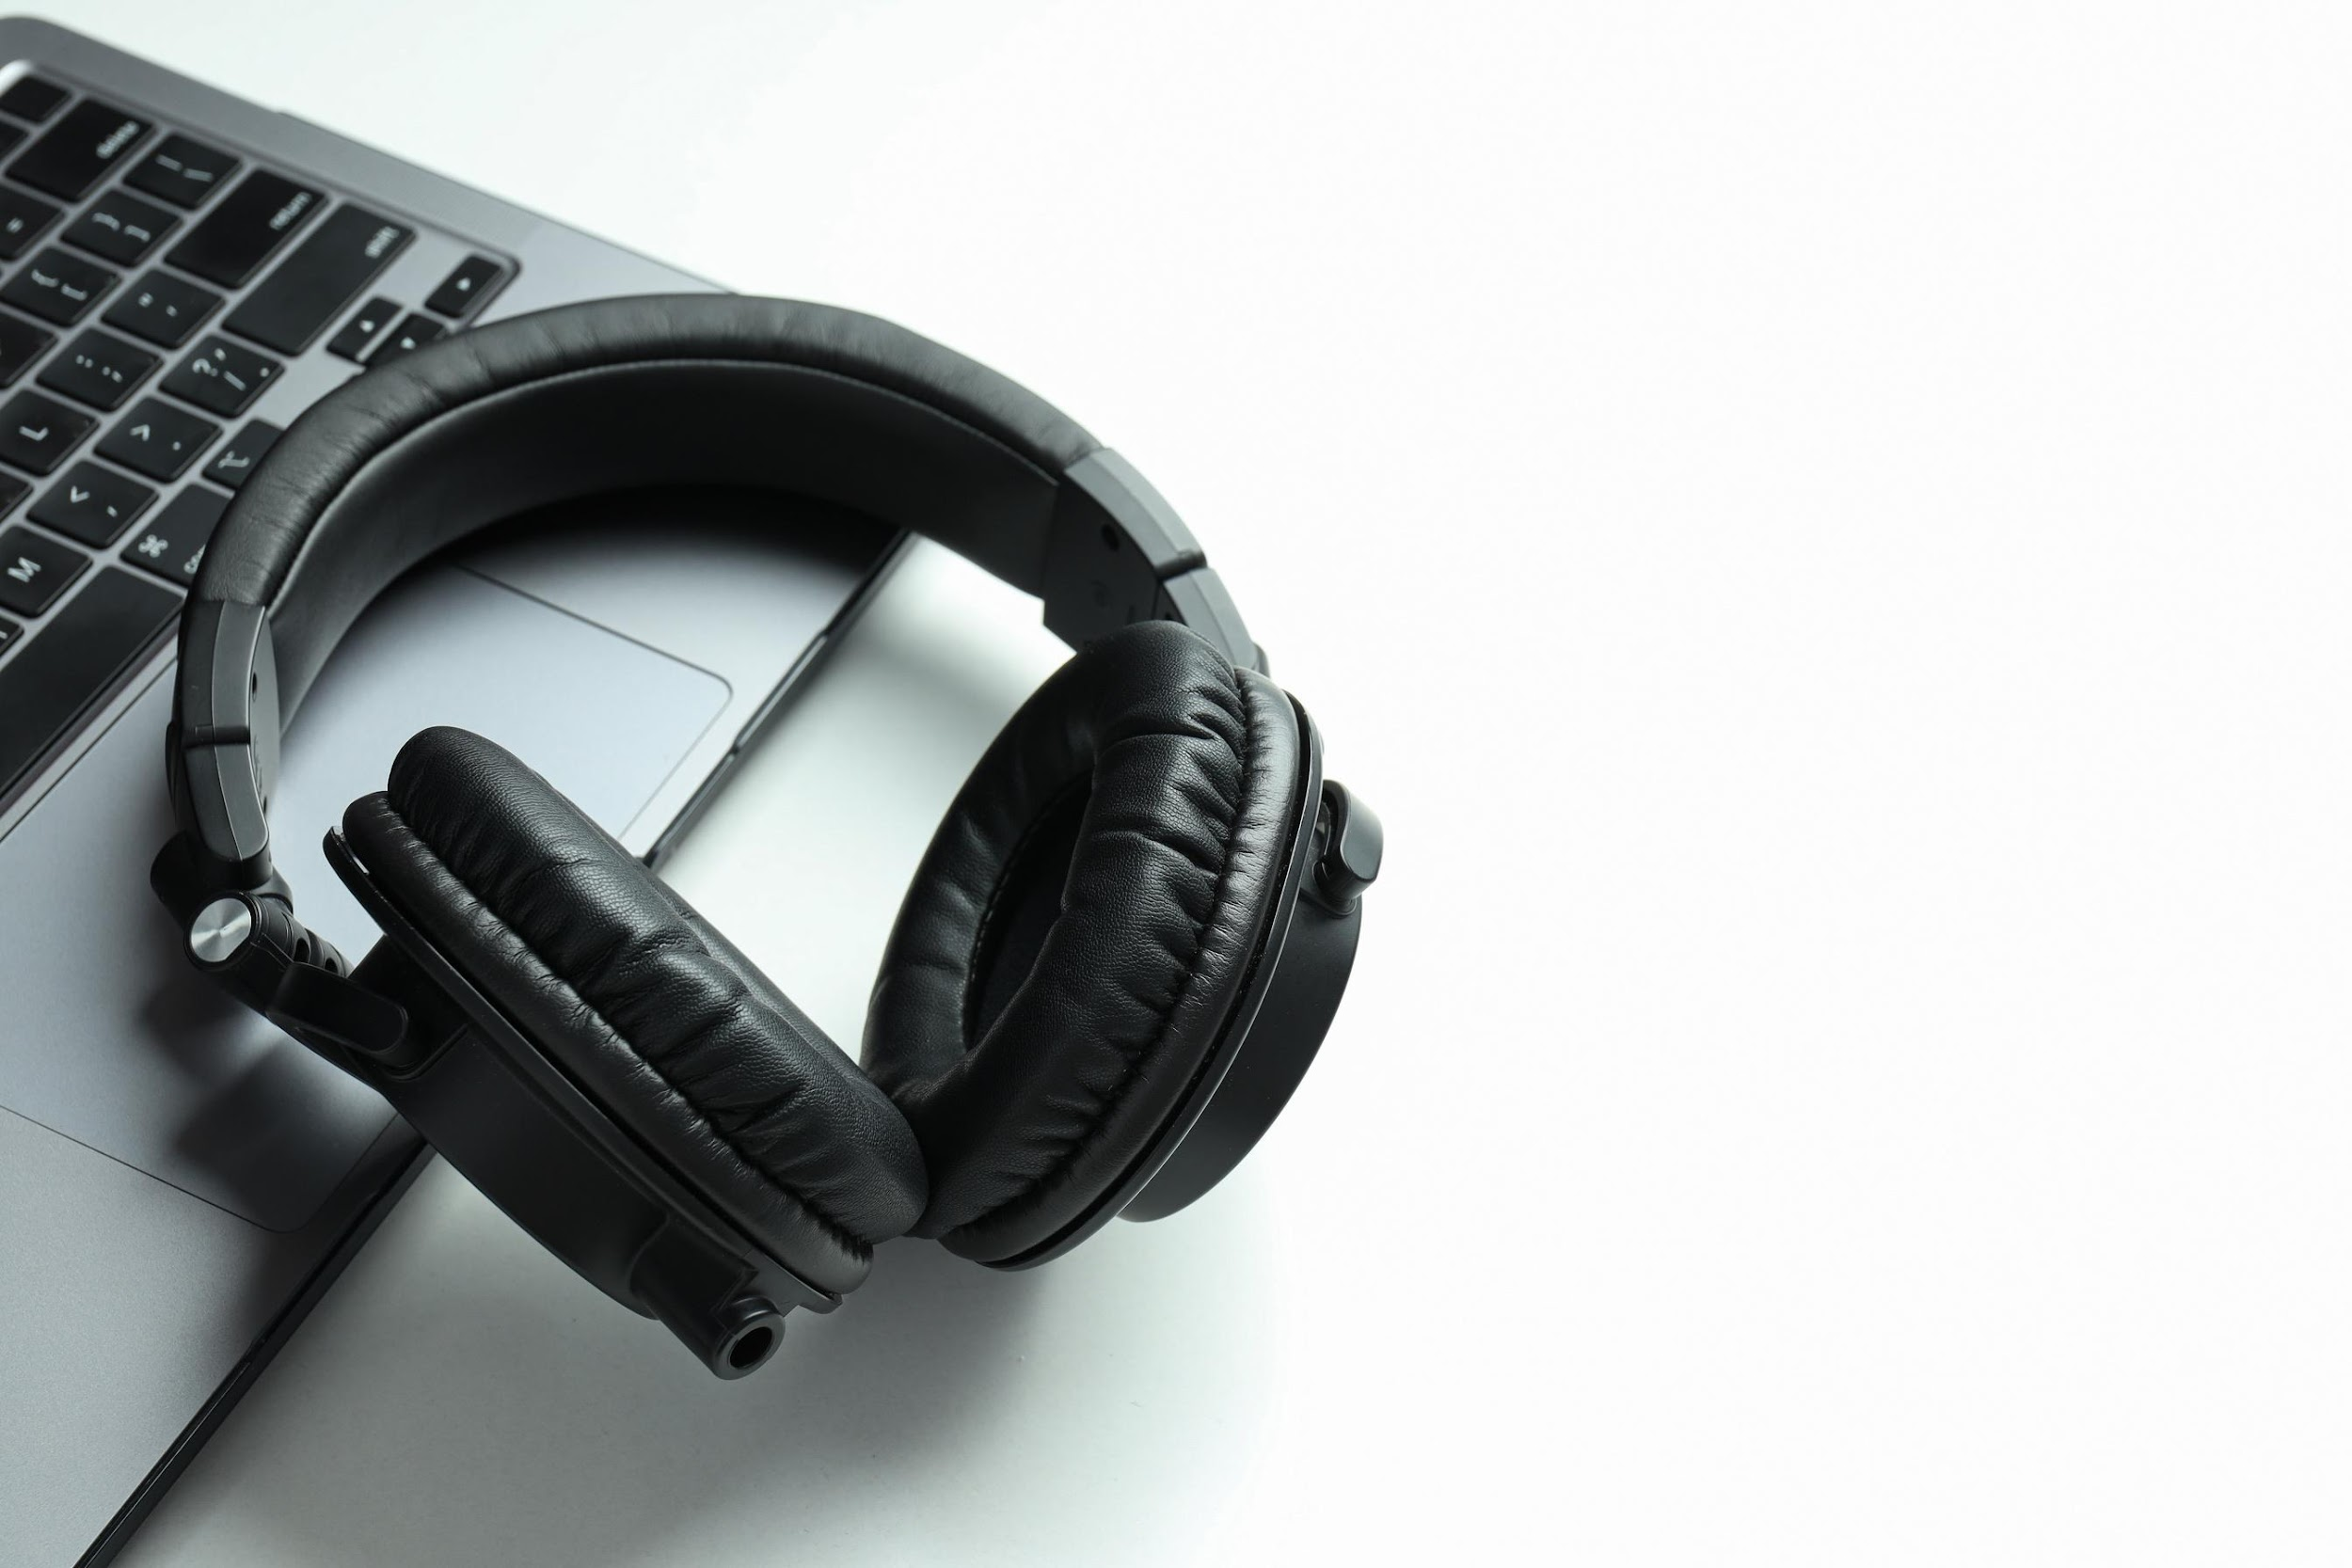 delete
| \
return
shift
} ]
{ [
" '
: ;
? /
L
> .
< ,
M
⌘